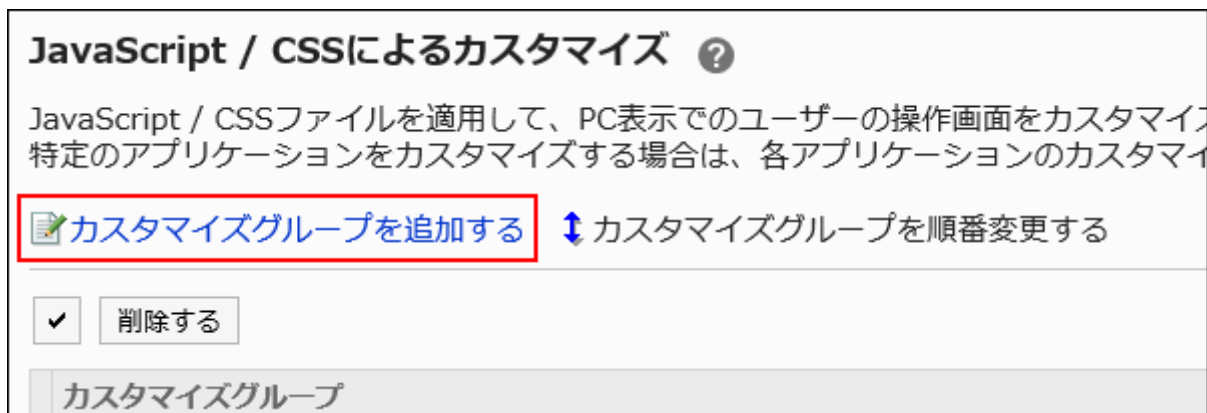 JavaScript / CSSによるカスタマイズ ?
JavaScript / CSSファイルを適用して、PC表示でのユーザーの操作画面をカスタマイズ
特定のアプリケーションをカスタマイズする場合は、各アプリケーションのカスタマイ
カスタマイズグループを追加する カスタマイズグループを順番変更する
削除する
カスタマイズグループ